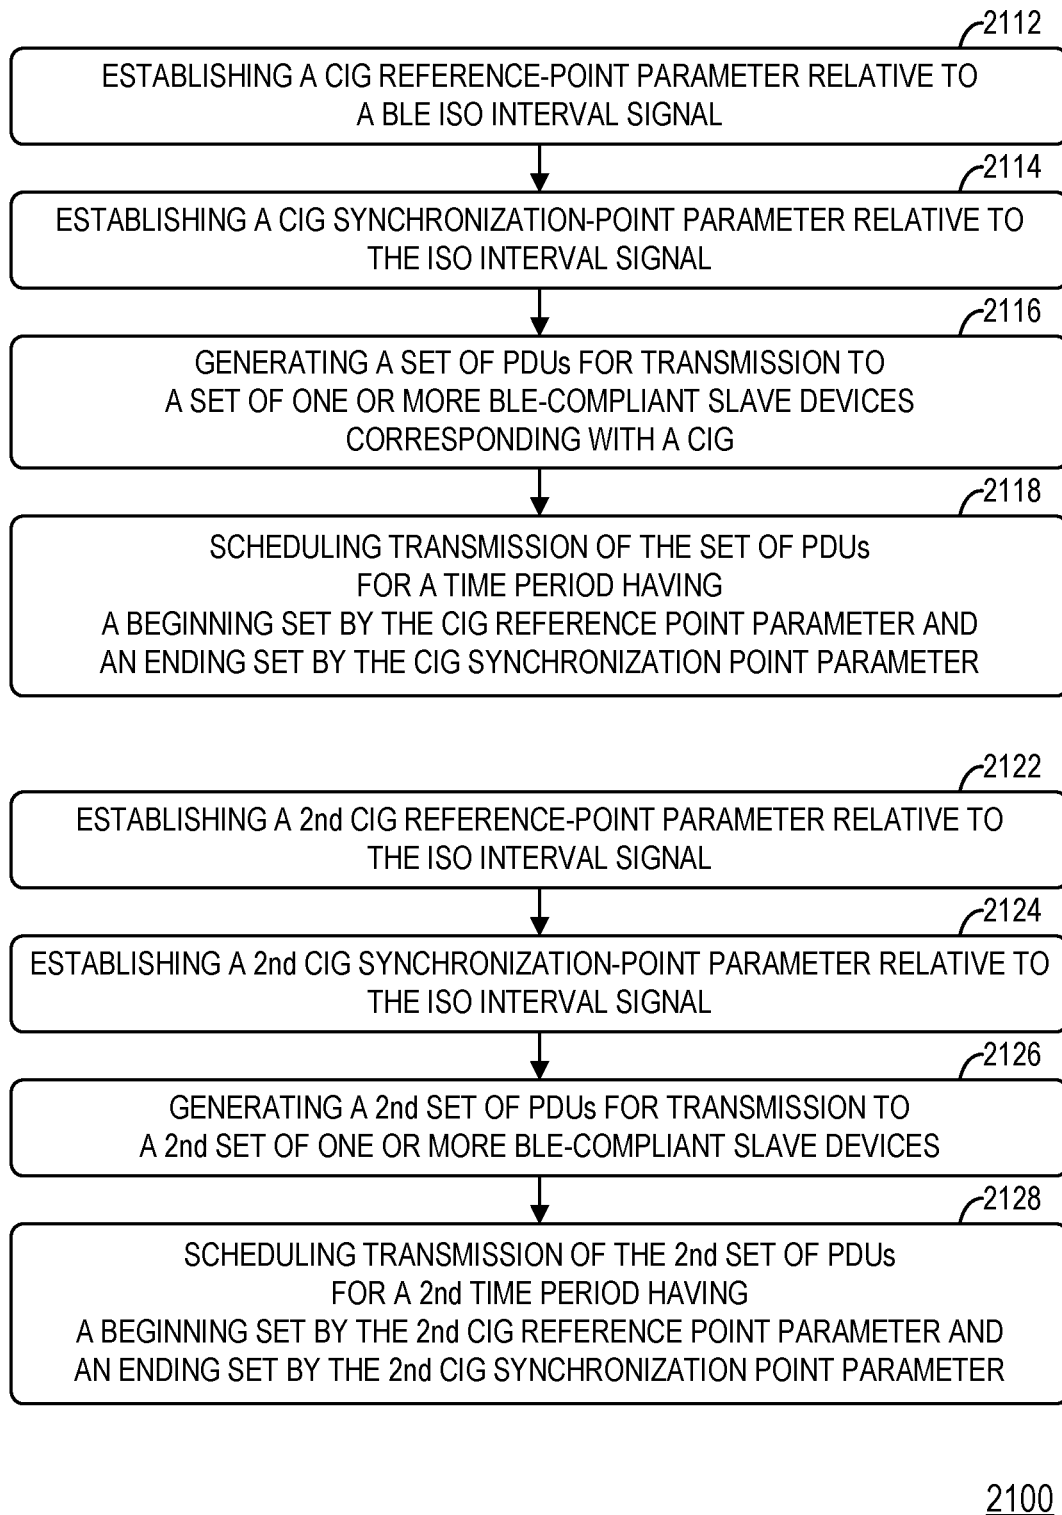 2112
ESTABLISHING A CIG REFERENCE-POINT PARAMETER RELATIVE TO
A BLE ISO INTERVAL SIGNAL
2114
ESTABLISHING A CIG SYNCHRONIZATION-POINT PARAMETER RELATIVE TO
THE ISO INTERVAL SIGNAL
2116
GENERATING A SET OF PDUs FOR TRANSMISSION TO
A SET OF ONE OR MORE BLE-COMPLIANT SLAVE DEVICES
CORRESPONDING WITH A CIG
2118
SCHEDULING TRANSMISSION OF THE SET OF PDUs
FOR A TIME PERIOD HAVING
A BEGINNING SET BY THE CIG REFERENCE POINT PARAMETER AND
AN ENDING SET BY THE CIG SYNCHRONIZATION POINT PARAMETER
2122
ESTABLISHING A 2nd CIG REFERENCE-POINT PARAMETER RELATIVE TO
THE ISO INTERVAL SIGNAL
2124
ESTABLISHING A 2nd CIG SYNCHRONIZATION-POINT PARAMETER RELATIVE TO
THE ISO INTERVAL SIGNAL
2126
GENERATING A 2nd SET OF PDUs FOR TRANSMISSION TO
A 2nd SET OF ONE OR MORE BLE-COMPLIANT SLAVE DEVICES
2128
SCHEDULING TRANSMISSION OF THE 2nd SET OF PDUs
FOR A 2nd TIME PERIOD HAVING
A BEGINNING SET BY THE 2nd CIG REFERENCE POINT PARAMETER AND
AN ENDING SET BY THE 2nd CIG SYNCHRONIZATION POINT PARAMETER
2100